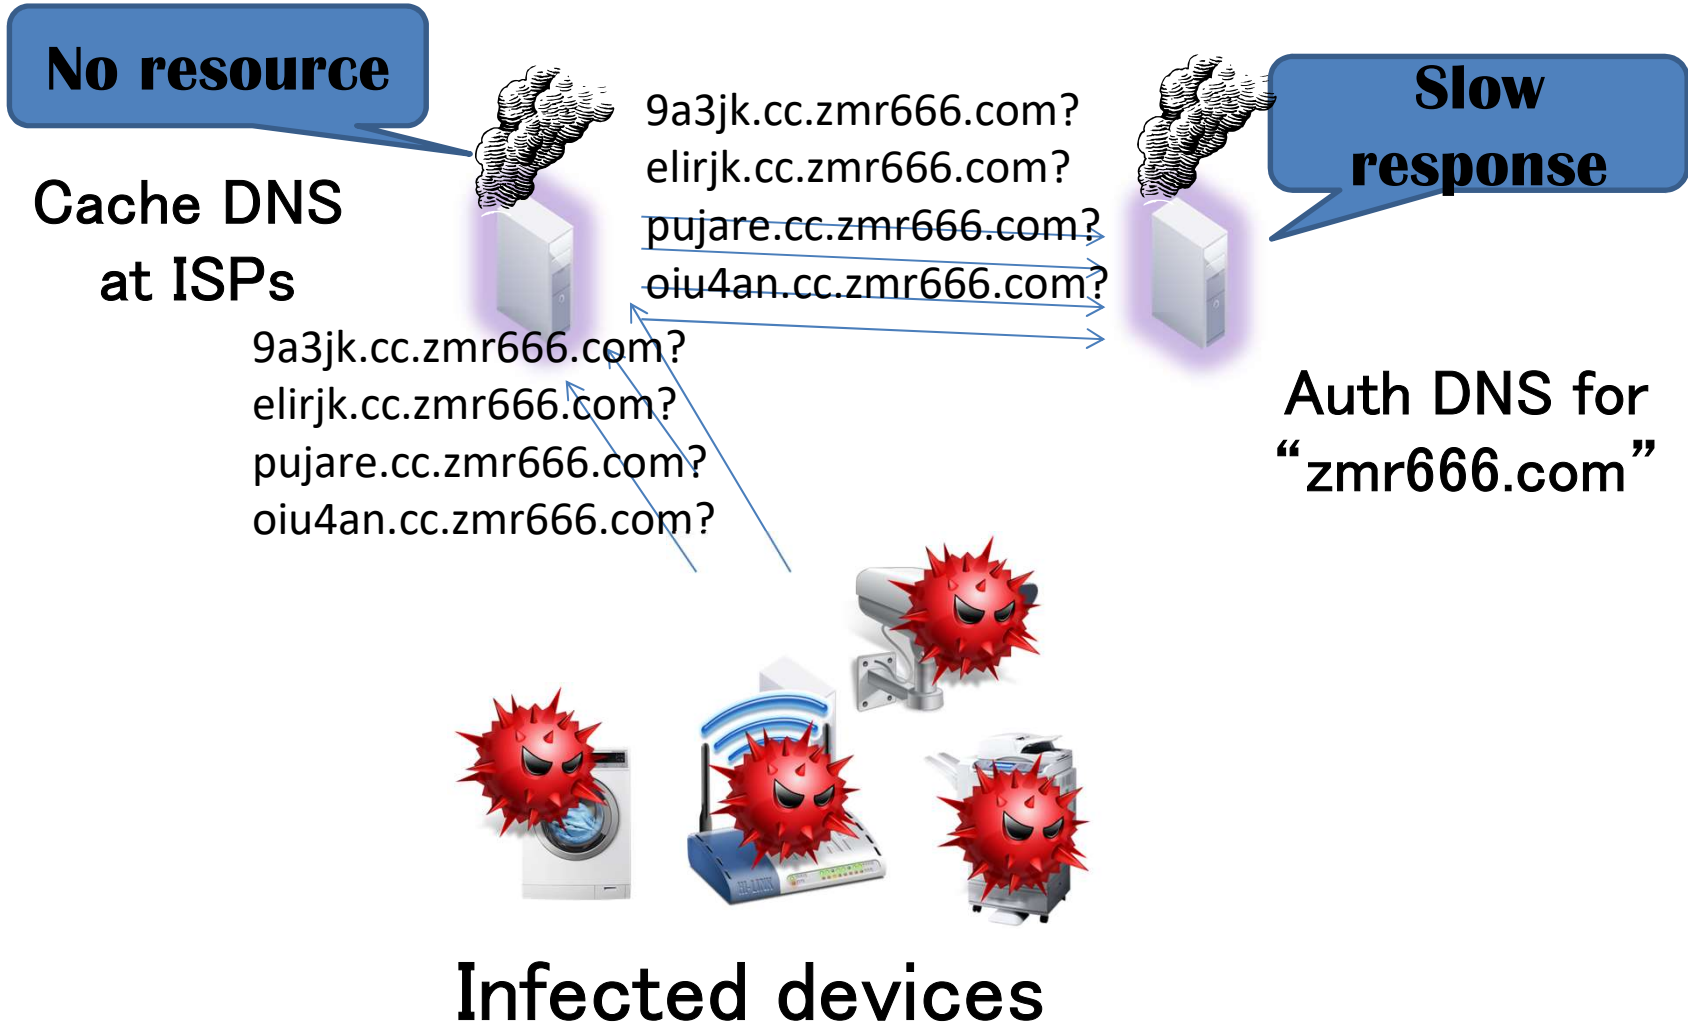 No resource
Slow
response
Cache DNS
at ISPs
9a3jk.cc.zmr666.com?
elirjk.cc.zmr666.com?
pujare.cc.zmr666.com?
oiu4an.cc.zmr666.com?
9a3jk.cc.zmr666.com?
elirjk.cc.zmr666.com?
pujare.cc.zmr666.com?
oiu4an.cc.zmr666.com?
Auth DNS for
“zmr666.com”
Infected devices